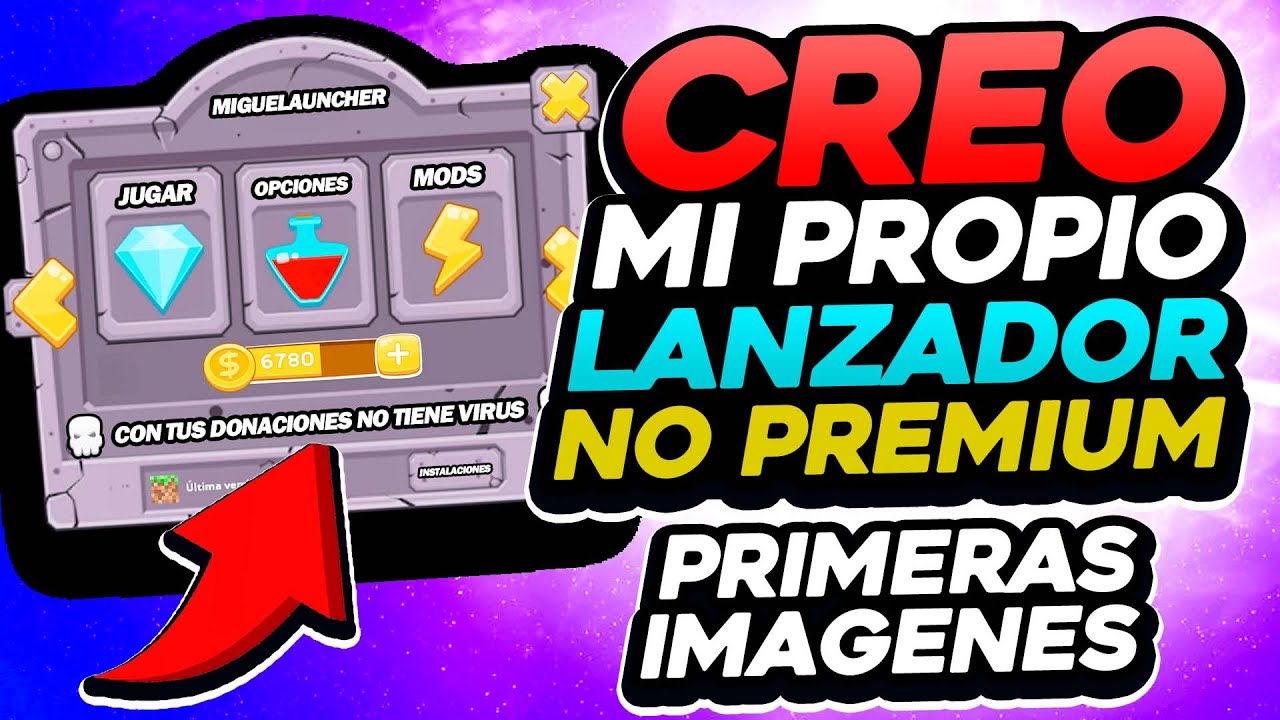 MIGUELAUNCHER
JUGAR
OPCIONES
MODS
$ 6780 +
CON TUS DONACIONES NO TIENE VIRUS
Última
INSTALACIONES
CREO
MI PROPIO
LANZADOR
NO PREMIUM
PRIMERAS
IMAGENES